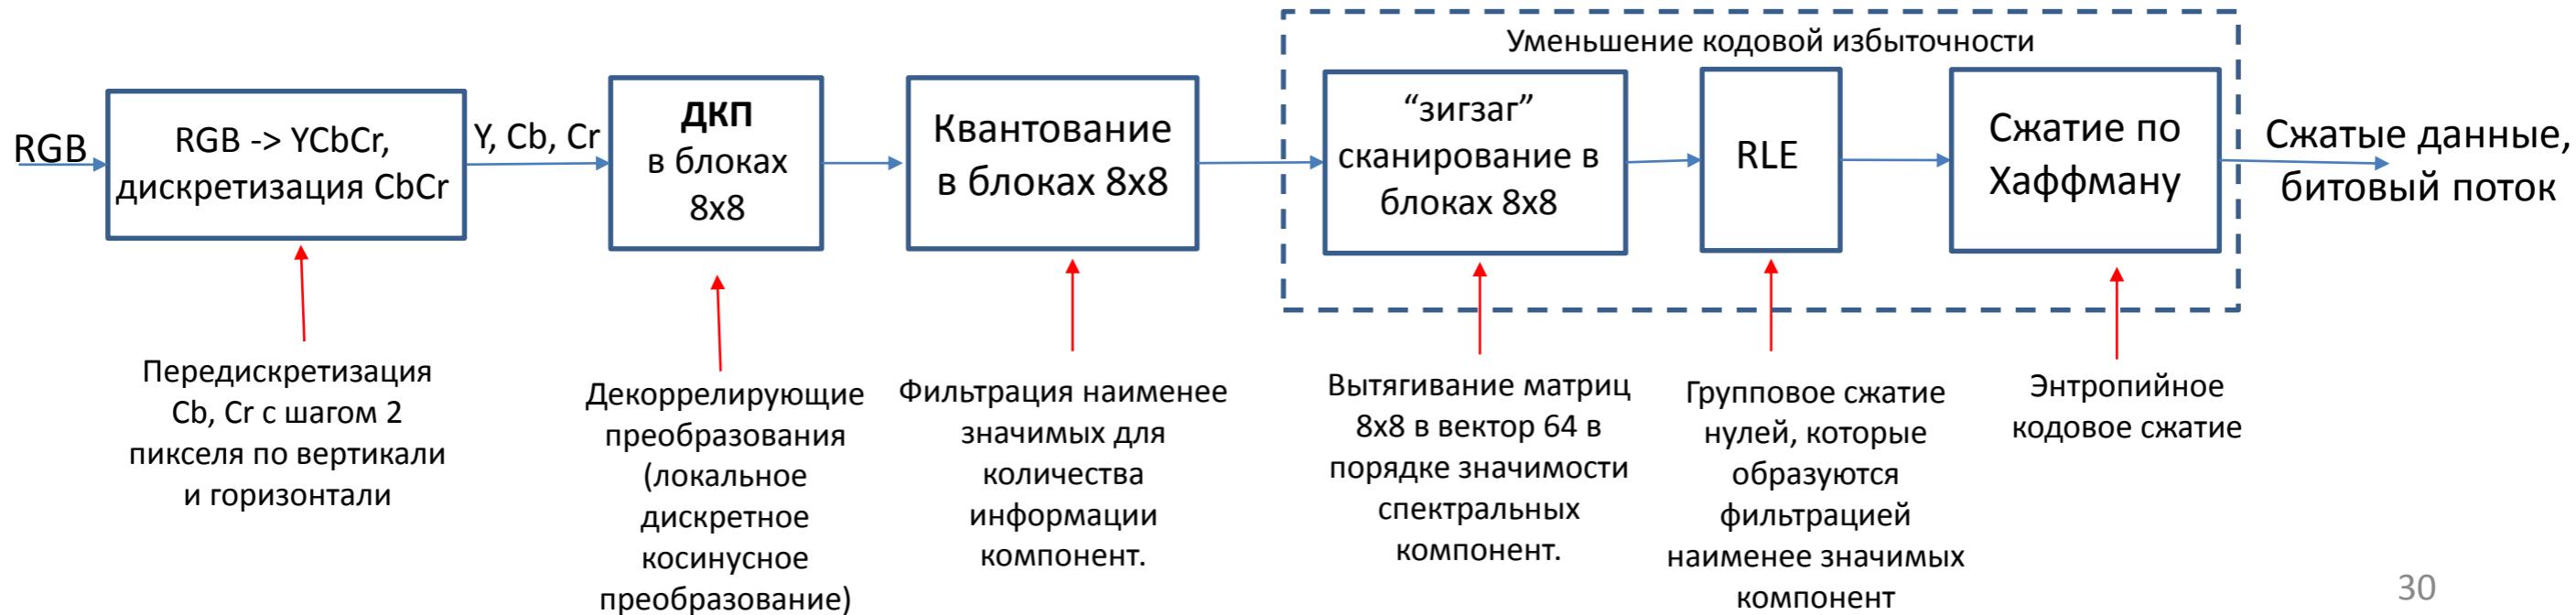 Уменьшение кодовой избыточности
RGB
RGB -> YCbCr,
дискретизация CbCr
Y, Cb, Cr
ДКП
в блоках
8x8
Квантование
в блоках 8x8
“зигзаг”
сканирование в
блоках 8x8
RLE
Сжатие по
Хаффману
Сжатые данные,
битовый поток
Передискретизация
Cb, Cr с шагом 2
пикселя по вертикали
и горизонтали
Декоррелирующие
преобразования
(локальное
дискретное
косинусное
преобразование)
Фильтрация наименее
значимых для
количества
информации
компонент.
Вытягивание матриц
8x8 в вектор 64 в
порядке значимости
спектральных
компонент.
Групповое сжатие
нулей, которые
образуются
фильтрацией
наименее значимых
компонент
Энтропийное
кодовое сжатие
30